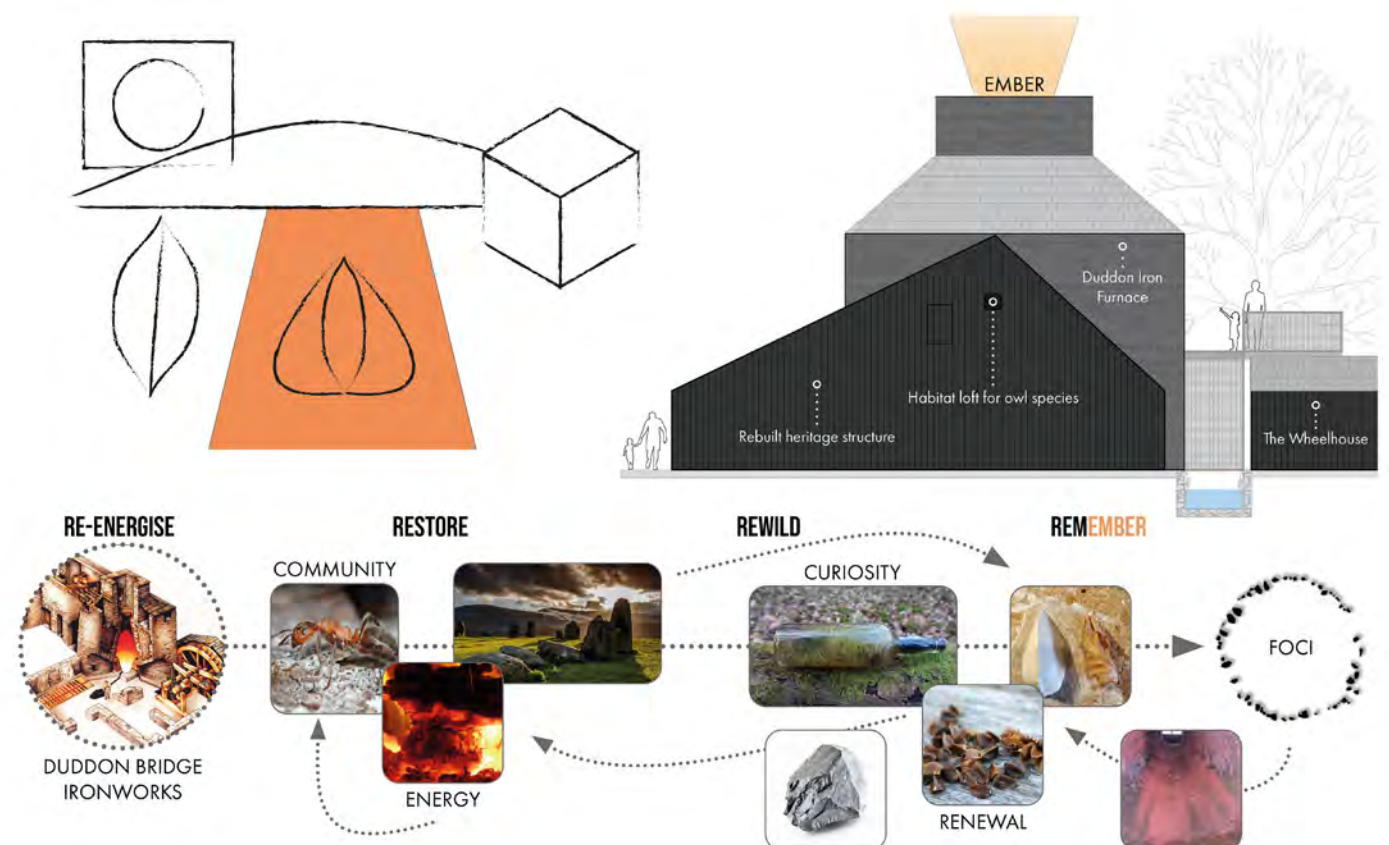 EMBER
Duddon Iron
Furnace
Habitat loft for owl species
Rebuilt heritage structure
The Wheelhouse
RE-ENERGISE
RESTORE
REWILD
REMEMBER
COMMUNITY
CURIOSITY
FOCI
DUDDON BRIDGE
IRONWORKS
ENERGY
RENEWAL